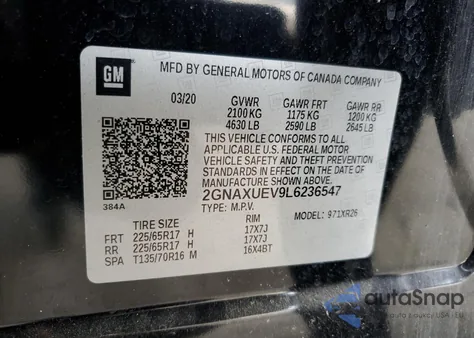 GM
MFD BY GENERAL MOTORS OF CANADA COMPANY
03/20 GVWR GAWR FRT GAWR RR
2100 KG 1175 KG 1200 KG
4630 LB 2590 LB 2645 LB
THIS VEHICLE CONFORMS TO ALL
APPLICABLE U.S. FEDERAL MOTOR
VEHICLE SAFETY AND THEFT PREVENTION
STANDARDS IN EFFECT ON THE DATE OF
MANUFACTURE SHOWN ABOVE.
2GNAXUEV9L6236547
384A TYPE: M.P.V. MODEL: 971XR26
TIRE SIZE RIM
FRT 225/65R17 H 17X7J
RR 225/65R17 H 17X7J
SPA T135/70R16 M 16X4BT
autoSnap